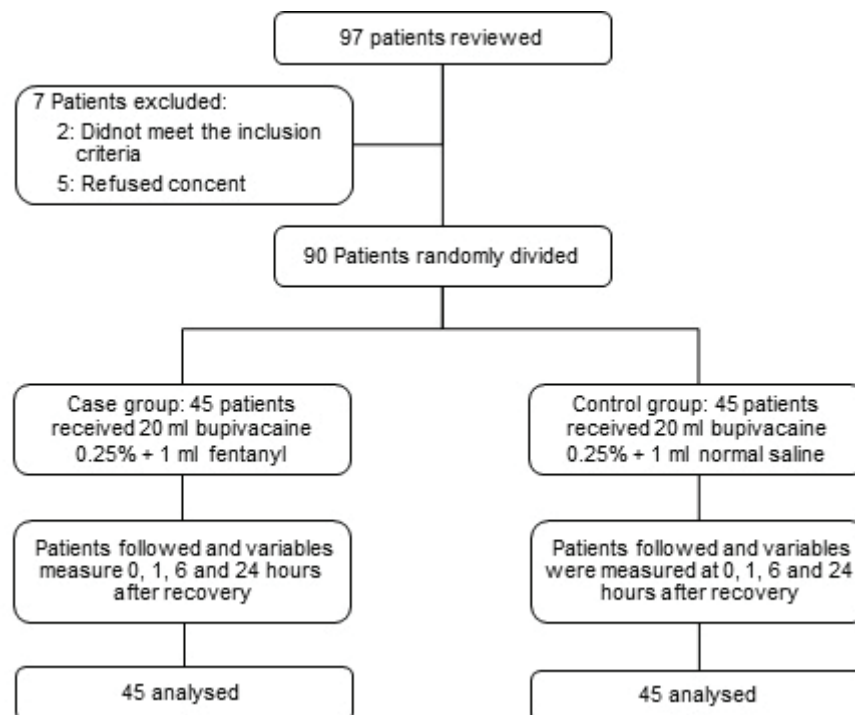 97 patients reviewed
7 Patients excluded:
2: Didnot meet the inclusion
criteria
5: Refused concent
90 Patients randomly divided
Case group: 45 patients
received 20 ml bupivacaine
0.25% + 1 ml fentanyl
Control group: 45 patients
received 20 ml bupivacaine
0.25% + 1 ml normal saline
Patients followed and variables
measure 0, 1, 6 and 24 hours
after recovery
Patients followed and variables
were measured at 0, 1, 6 and 24
hours after recovery
45 analysed
45 analysed